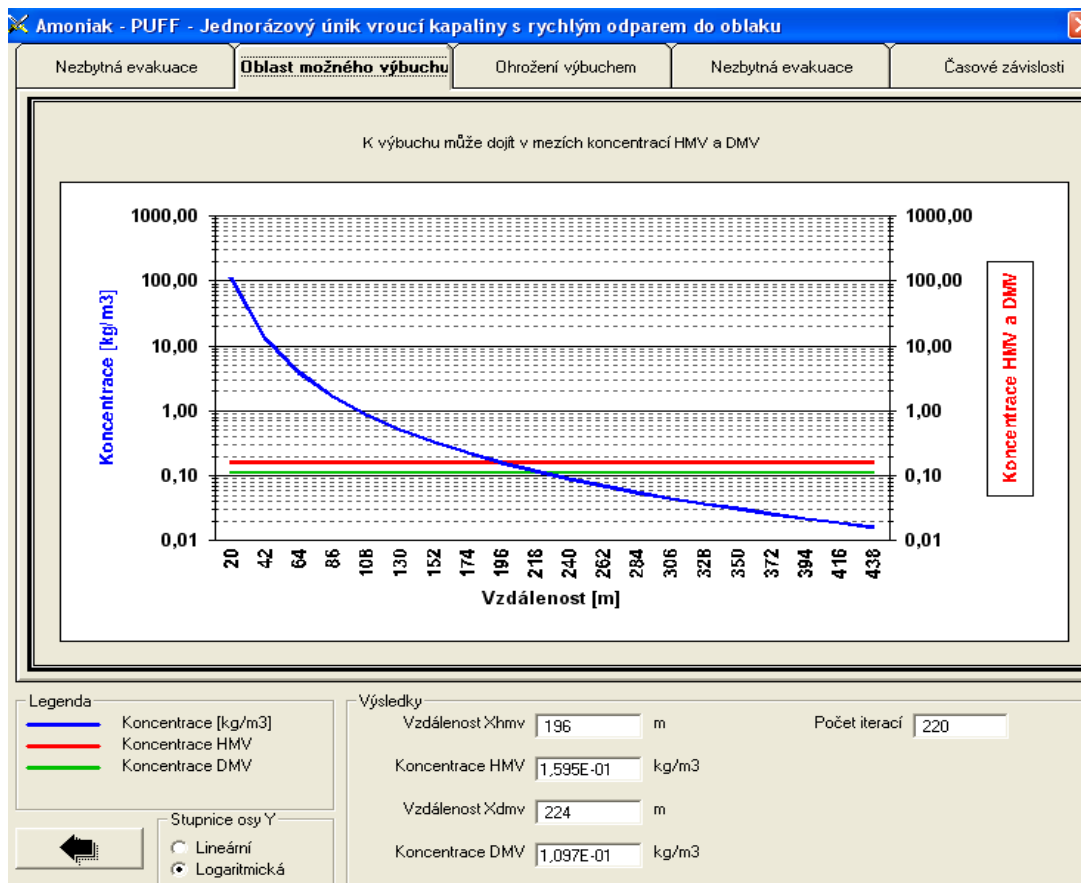 Amoniak - PUFF - Jednorázový únik vroucí kapaliny s rychlým odparem do oblaku
Nezbytná evakuace
Oblast možného výbuchu
Ohrožení výbuchem
Nezbytná evakuace
Časové závislosti
K výbuchu může dojít v mezích koncentrací HMV a DMV
1000,00
100,00
10,00
1,00
0,10
0,01
Koncentrace [kg/m3]
1000,00
100,00
10,00
1,00
0,10
0,01
Koncentrace HMV a DMV
20 42 64 86 108 130 152 174 196 218 240 262 284 306 328 350 372 394 416 438
Vzdálenost [m]
Legenda
Koncentrace [kg/m3]
Koncentrace HMV
Koncentrace DMV
Stupnice osy Y
Lineární
Logaritmická
Výsledky
Vzdálenost Xhmv 196 m
Počet iterací 220
Koncentrace HMV 1,595E-01 kg/m3
Vzdálenost Xdmv 224 m
Koncentrace DMV 1,097E-01 kg/m3